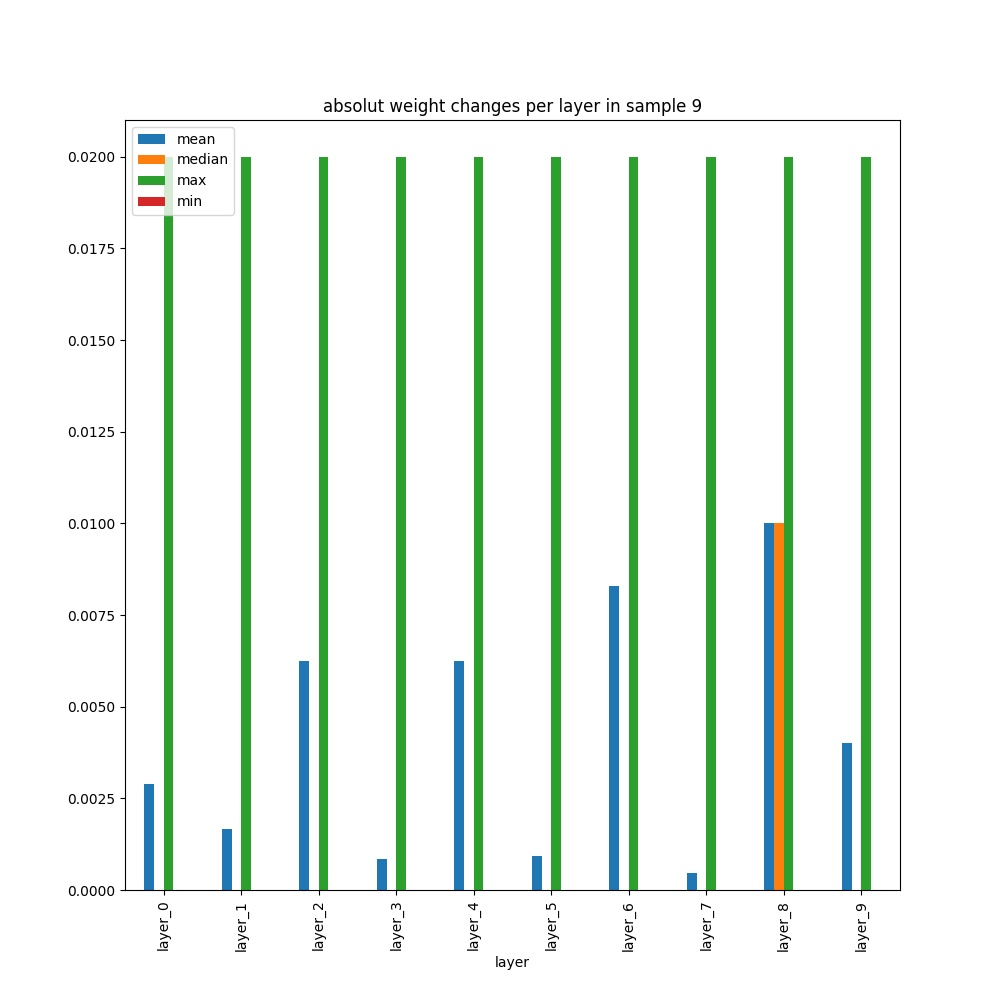 absolut weight changes per layer in sample 9
mean
median
max
min
0.0200
0.0175
0.0150
0.0125
0.0100
0.0075
0.0050
0.0025
0.0000
layer_0
layer_1
layer_2
layer_3
layer_4
layer_5
layer_6
layer_7
layer_8
layer_9
layer